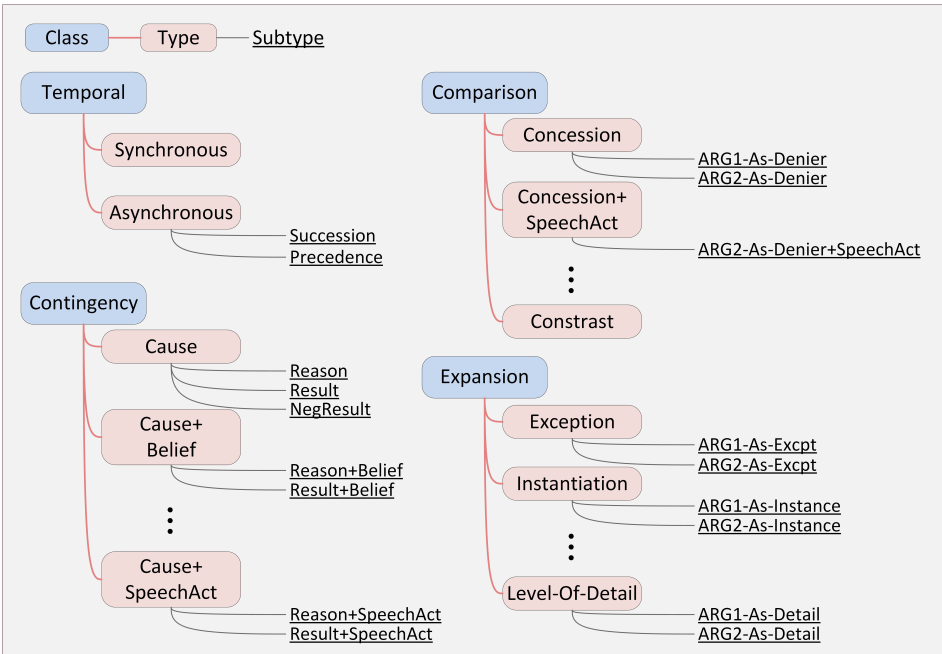 Class
Type
Subtype
Temporal
Synchronous
Asynchronous
Succession
Precedence
Contingency
Cause
Reason
Result
NegResult
Cause+
Belief
Reason+Belief
Result+Belief
Cause+
SpeechAct
Reason+SpeechAct
Result+SpeechAct
Comparison
Concession
ARG1-As-Denier
ARG2-As-Denier
Concession+
SpeechAct
ARG2-As-Denier+SpeechAct
Constrast
Expansion
Exception
ARG1-As-Excpt
ARG2-As-Excpt
Instantiation
ARG1-As-Instance
ARG2-As-Instance
Level-Of-Detail
ARG1-As-Detail
ARG2-As-Detail